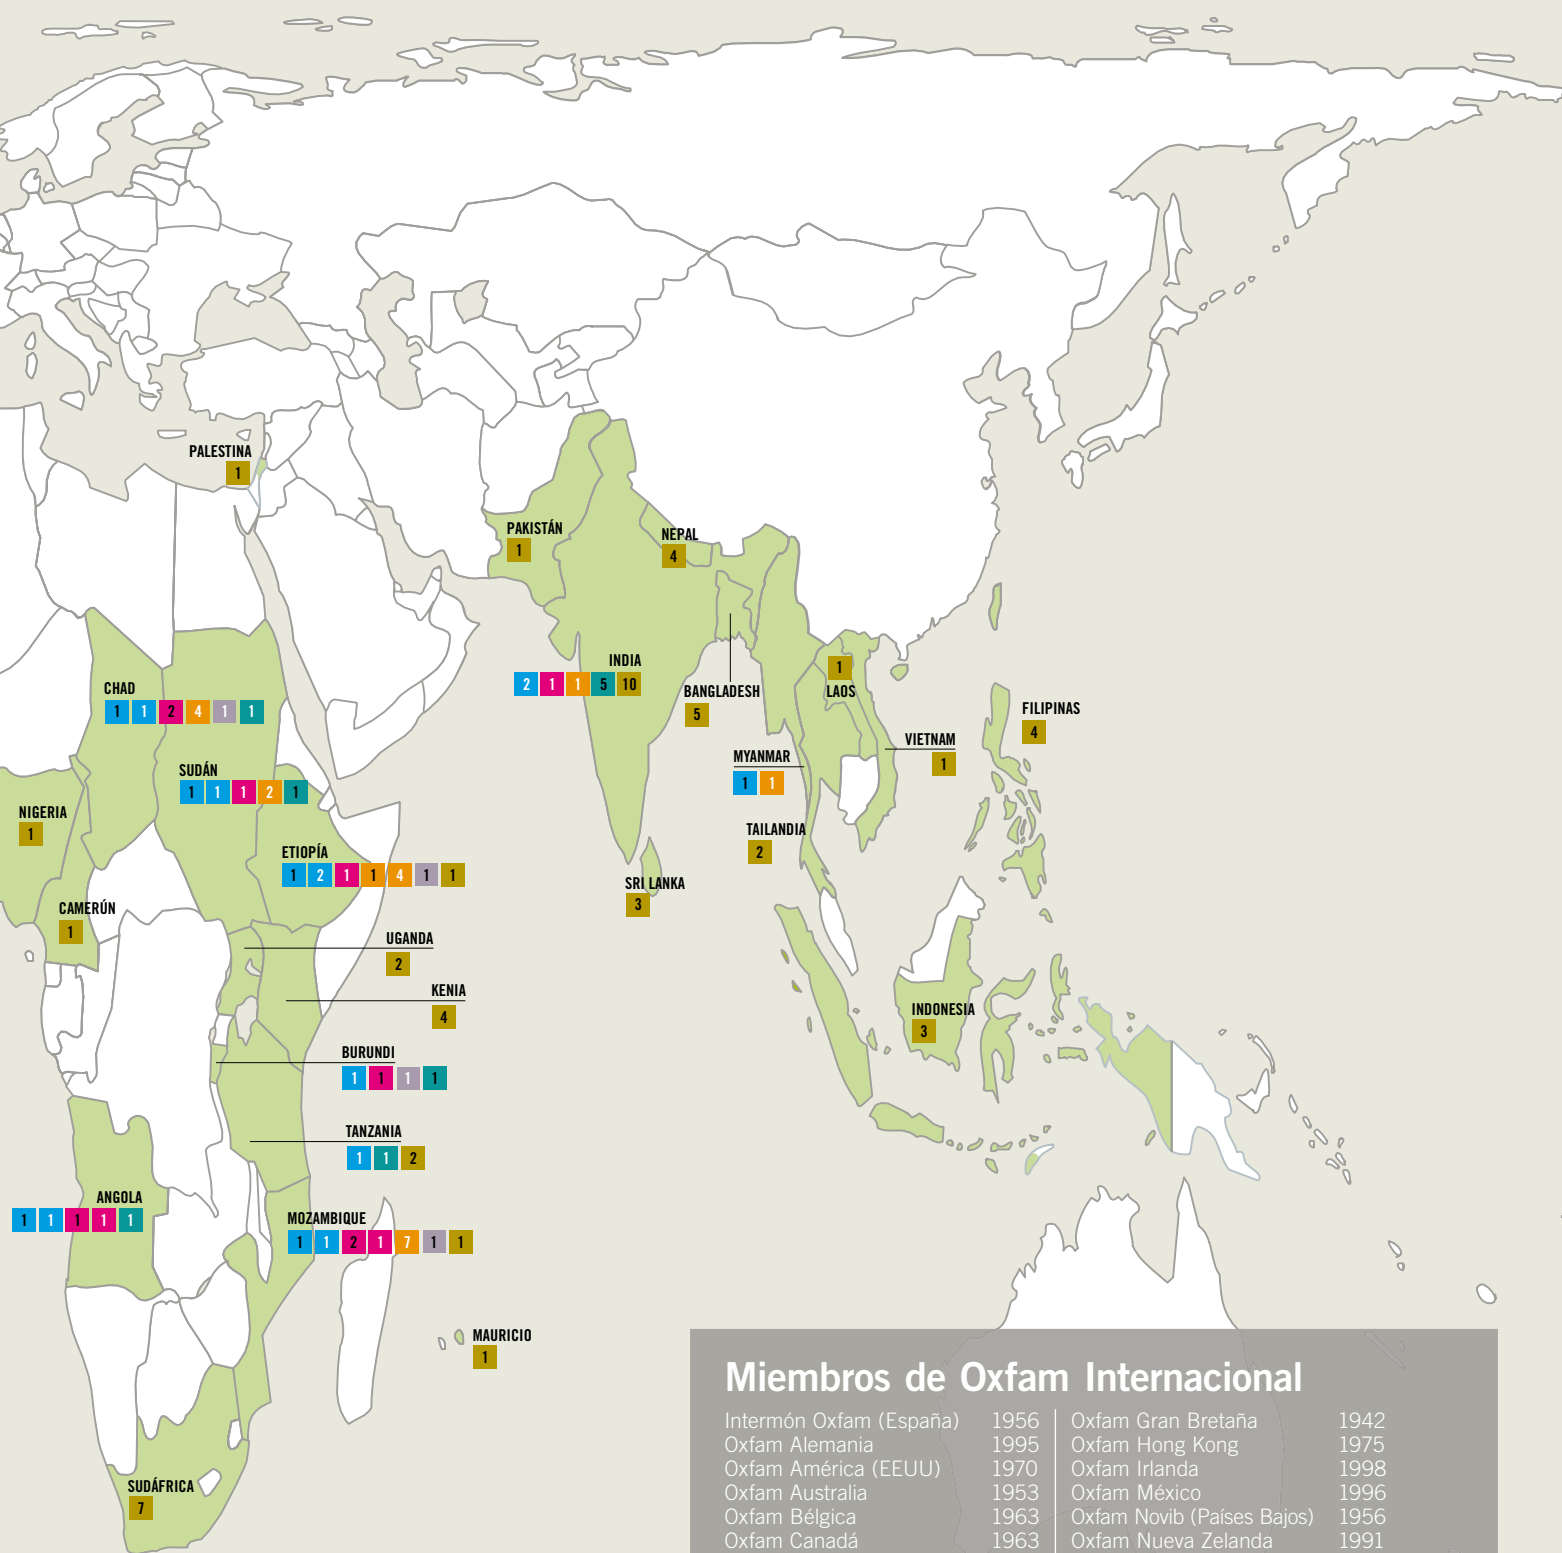 PALESTINA
1
PAKISTÁN
1
NEPAL
4
INDIA
2 1 1 5 10
BANGLADESH
5
1
LAOS
CHAD
1 1 2 4 1 1
FILIPINAS
4
VIETNAM
1
MYANMAR
1 1
SUDÁN
1 1 1 2 1
NIGERIA
1
TAILANDIA
2
ETIOPÍA
1 2 1 1 4 1 1
SRI LANKA
3
CAMERÚN
1
UGANDA
2
KENIA
4
INDONESIA
3
BURUNDI
1 1 1 1
TANZANIA
1 1 2
ANGOLA
1 1 1 1 1
MOZAMBIQUE
1 1 2 1 7 1 1
MAURICIO
1
SUDÁFRICA
7
Miembros de Oxfam Internacional
Intermón Oxfam (España) 1956
Oxfam Alemania 1995
Oxfam América (EEUU) 1970
Oxfam Australia 1953
Oxfam Bélgica 1963
Oxfam Canadá 1963
Oxfam Gran Bretaña 1942
Oxfam Hong Kong 1975
Oxfam Irlanda 1998
Oxfam México 1996
Oxfam Novib (Países Bajos) 1956
Oxfam Nueva Zelanda 1991